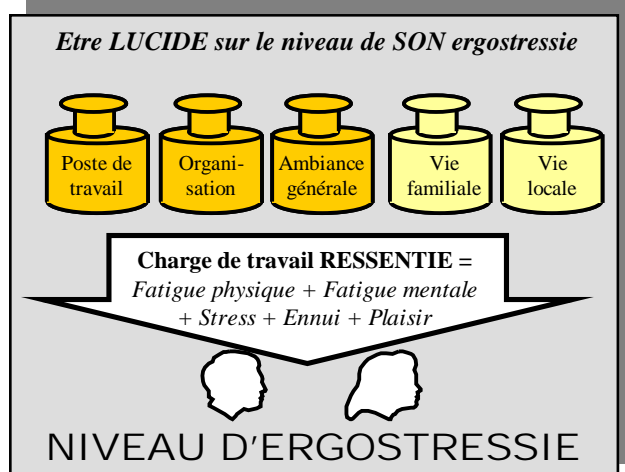 Etre LUCIDE sur le niveau de SON ergostressie
Poste de
travail
Organi-
sation
Ambiance
générale
Vie
familiale
Vie
locale
Charge de travail RESSENTIE =
Fatigue physique + Fatigue mentale
+ Stress + Ennui + Plaisir
NIVEAU D'ERGOSTRESSIE